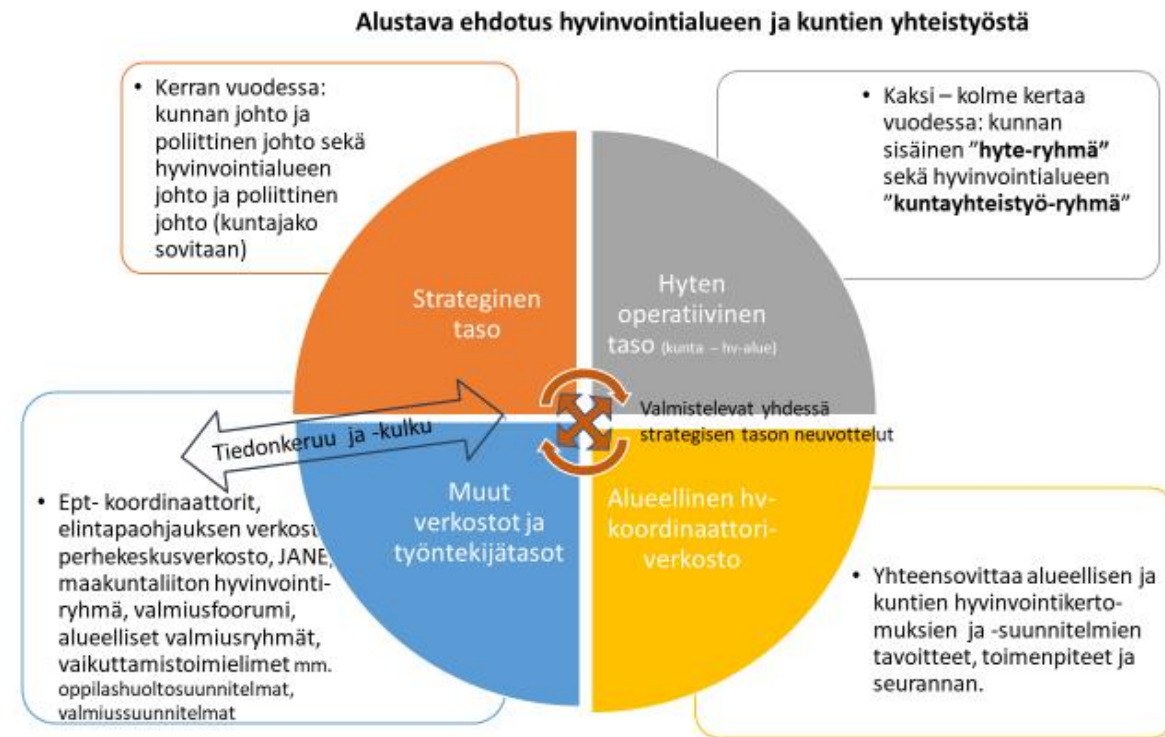 Alustava ehdotus hyvinvointialueen ja kuntien yhteistyöstä
• Kerran vuodessa:
kunnan johto ja
poliittinen johto sekä
hyvinvointialueen
johto ja poliittinen
johto (kuntajako
sovitaan)
• Kaksi – kolme kertaa
vuodessa: kunnan
sisäinen ”hyte-ryhmä”
sekä hyvinvointialueen
”kuntayhteistyö-ryhmä”
Strateginen
taso
Hyten
operatiivinen
taso (kunta – hv-alue)
Tiedonkeruu ja -kulku
Valmistelevat yhdessä
strategisen tason neuvottelut
Muut
verkostot ja
työntekijätasot
Alueellinen hv-
koordinaattori-
verkosto
• Ept- koordinaattorit,
elintapaohjauksen
perhekeskusverkosto, JANE,
maakuntaliiton hyvinvointi-
ryhmä, valmiusfoorumi,
alueelliset valmiusryhmät,
vaikuttamistoimielimet mm.
oppilashuoltosuunnitelmat,
valmiussuunnitelmat
• Yhteensovittaa alueellisen ja
kuntien hyvinvointikerto-
muksien ja -suunnitelmien
tavoitteet, toimenpiteet ja
seurannan.